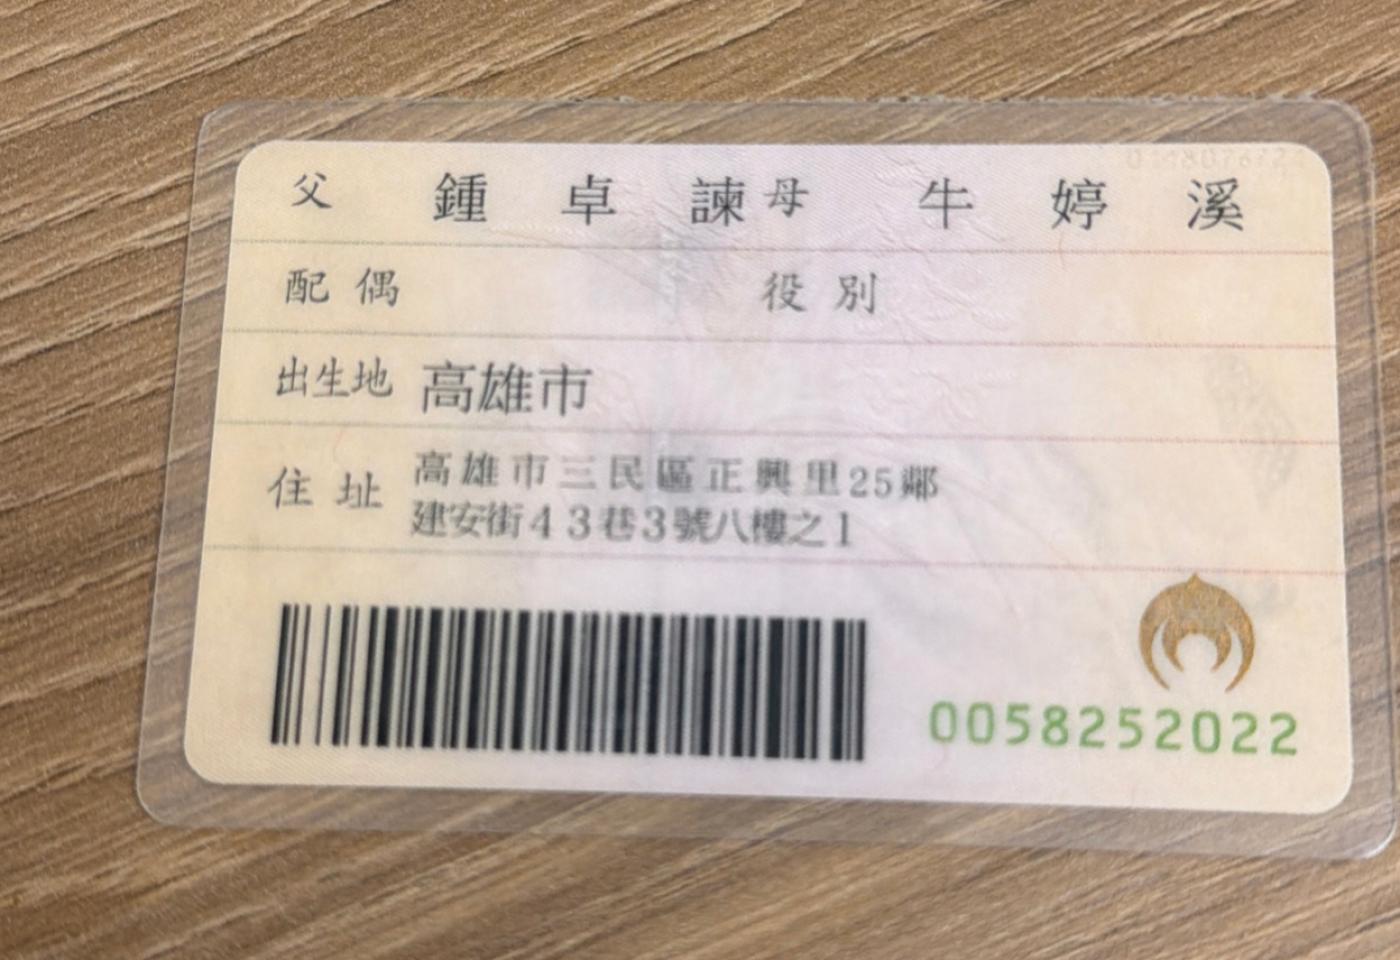 父 鍾卓諫 母 牛婷溪
配偶 役別
出生地 高雄市
住址 高雄市三民區正興里25鄰
建安街43巷3號八樓之1
0058252022